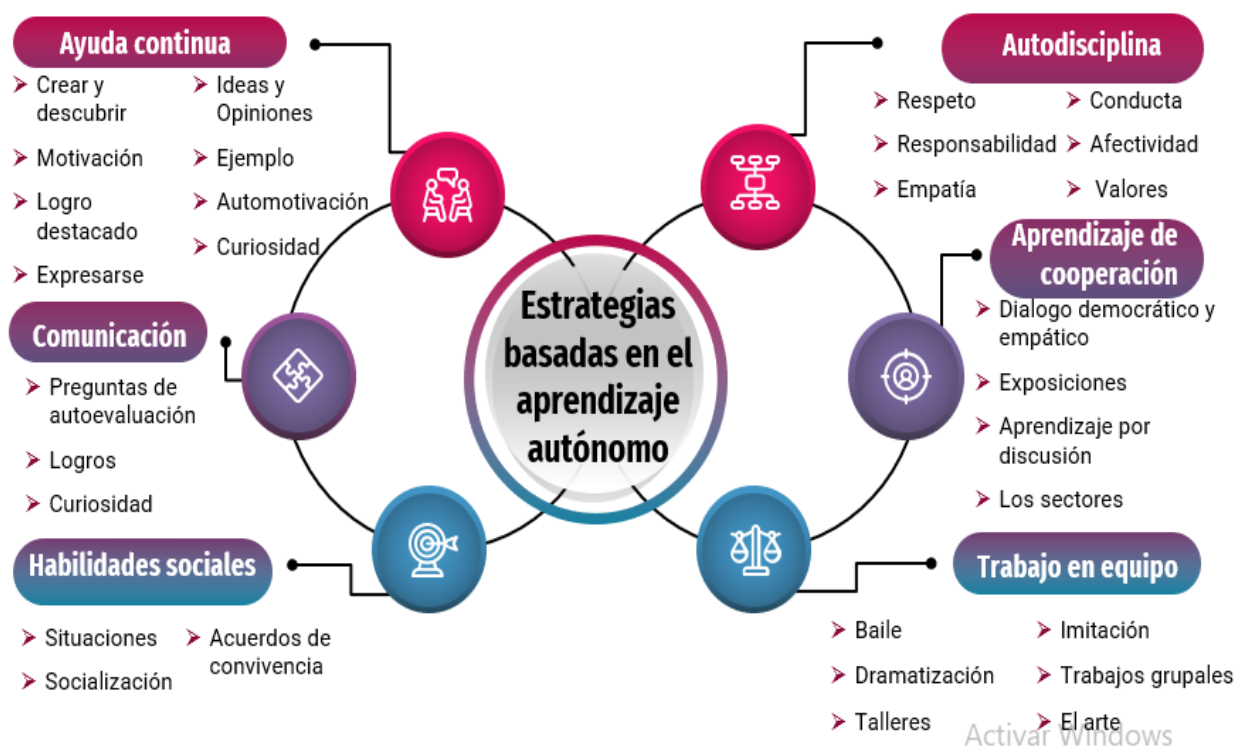 Ayuda continua
Crear y
descubrir
Motivación
Logro
destacado
Expresarse
Ideas y
Opiniones
Ejemplo
Automotivación
Curiosidad
Comunicación
Preguntas de
autoevaluación
Logros
Curiosidad
Habilidades sociales
Situaciones
Socialización
Acuerdos de
convivencia
Estrategias
basadas en el
aprendizaje
autónomo
Autodisciplina
Respeto
Responsabilidad
Empatía
Conducta
Afectividad
Valores
Aprendizaje de
cooperación
Dialogo democrático y
empático
Exposiciones
Aprendizaje por
discusión
Los sectores
Trabajo en equipo
Baile
Dramatización
Talleres
Imitación
Trabajos grupales
El arte
Activar Windows